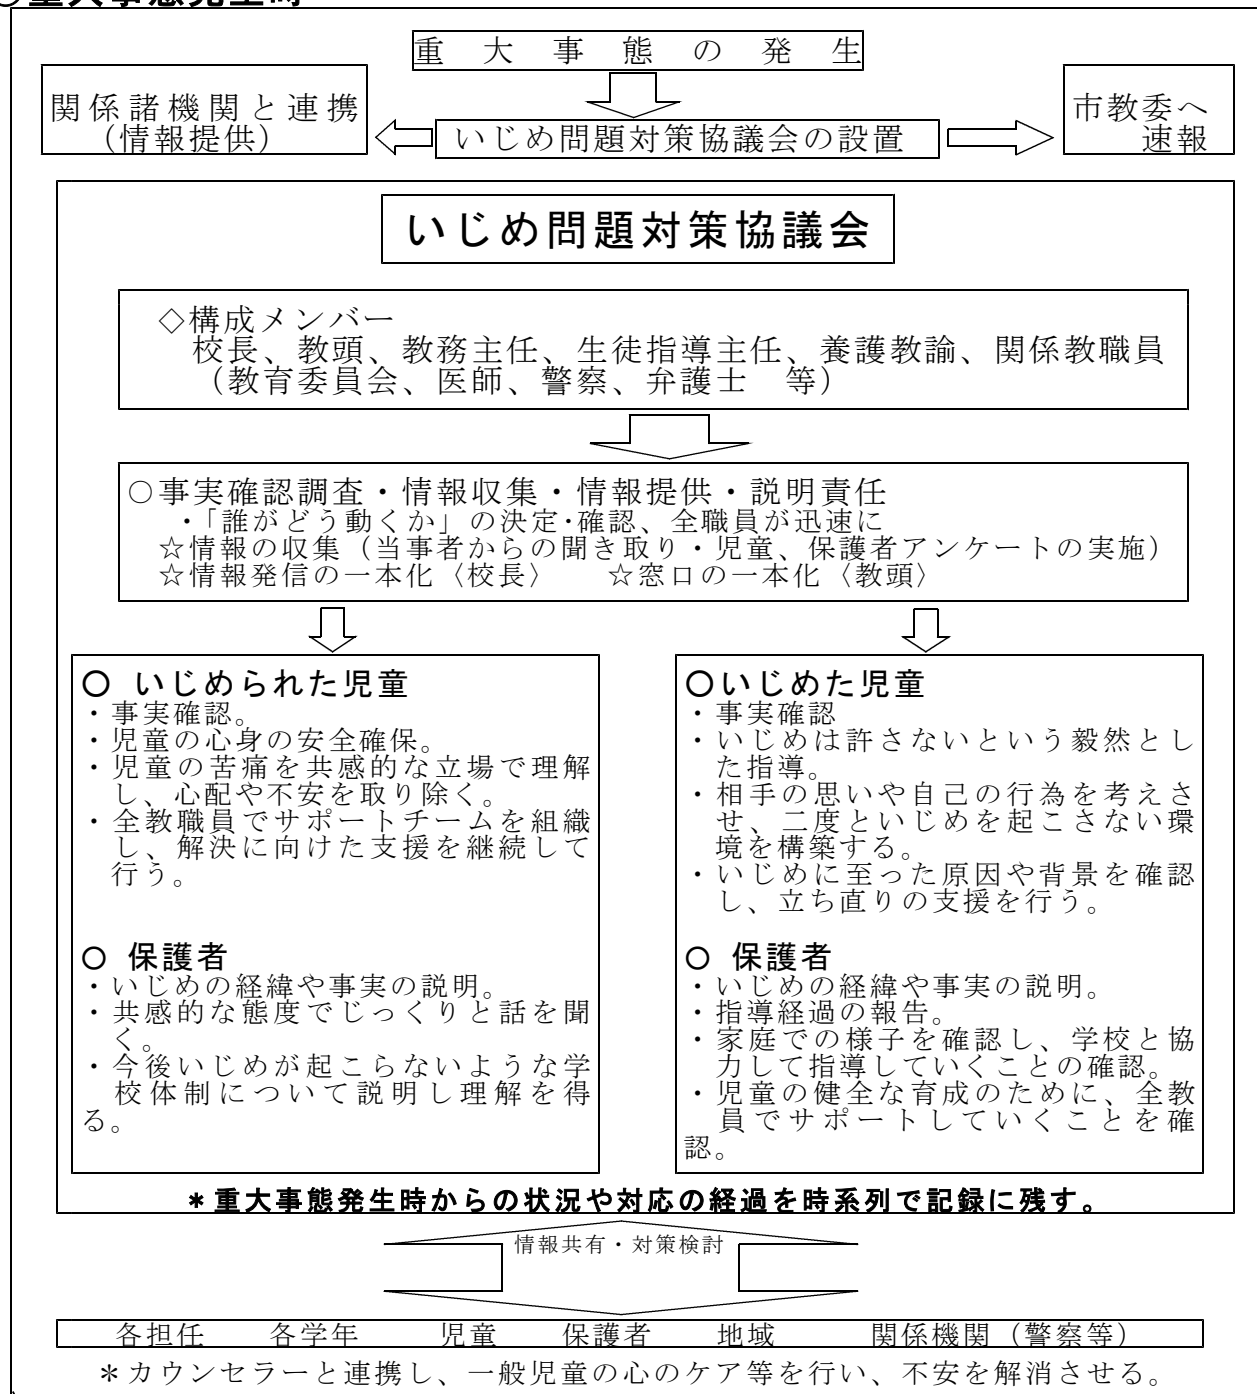 ○重大事態発生時
重大事態の発生
関係諸機関と連携
(情報提供)
いじめ問題対策協議会の設置
市教委へ
速報
いじめ問題対策協議会
◇構成メンバー
校長、教頭、教務主任、生徒指導主任、養護教諭、関係教職員
（教育委員会、医師、警察、弁護士　等）
○事実確認調査・情報収集・情報提供・説明責任
・「誰がどう動くか」の決定・確認、全職員が迅速に
☆情報の収集（当事者からの聞き取り・児童、保護者アンケートの実施）
☆情報発信の一本化〈校長〉　☆窓口の一本化〈教頭〉
○ いじめられた児童
・事実確認。
・児童の心身の安全確保。
・児童の苦痛を共感的な立場で理解
し、心配や不安を取り除く。
・全教職員でサポートチームを組織
し、解決に向けた支援を継続して
行う。
○ 保護者
・いじめの経緯や事実の説明。
・共感的な態度でじっくりと話を聞
く。
・今後いじめが起こらないような学
校体制について説明し理解を得
る。
○いじめた児童
・事実確認
・いじめは許さないという毅然とし
た指導。
・相手の思いや自己の行為を考えさ
せ、二度といじめを起こさない環
境を構築する。
・いじめに至った原因や背景を確認
し、立ち直りの支援を行う。
○ 保護者
・いじめの経緯や事実の説明。
・指導経過の報告。
・家庭での様子を確認し、学校と協
力して指導していくことの確認。
・児童の健全な育成のために、全教
員でサポートしていくことを確
認。
＊重大事態発生時からの状況や対応の経過を時系列で記録に残す。
情報共有・対策検討
各担任　各学年　児童　保護者　地域　関係機関（警察等）
＊カウンセラーと連携し、一般児童の心のケア等を行い、不安を解消させる。